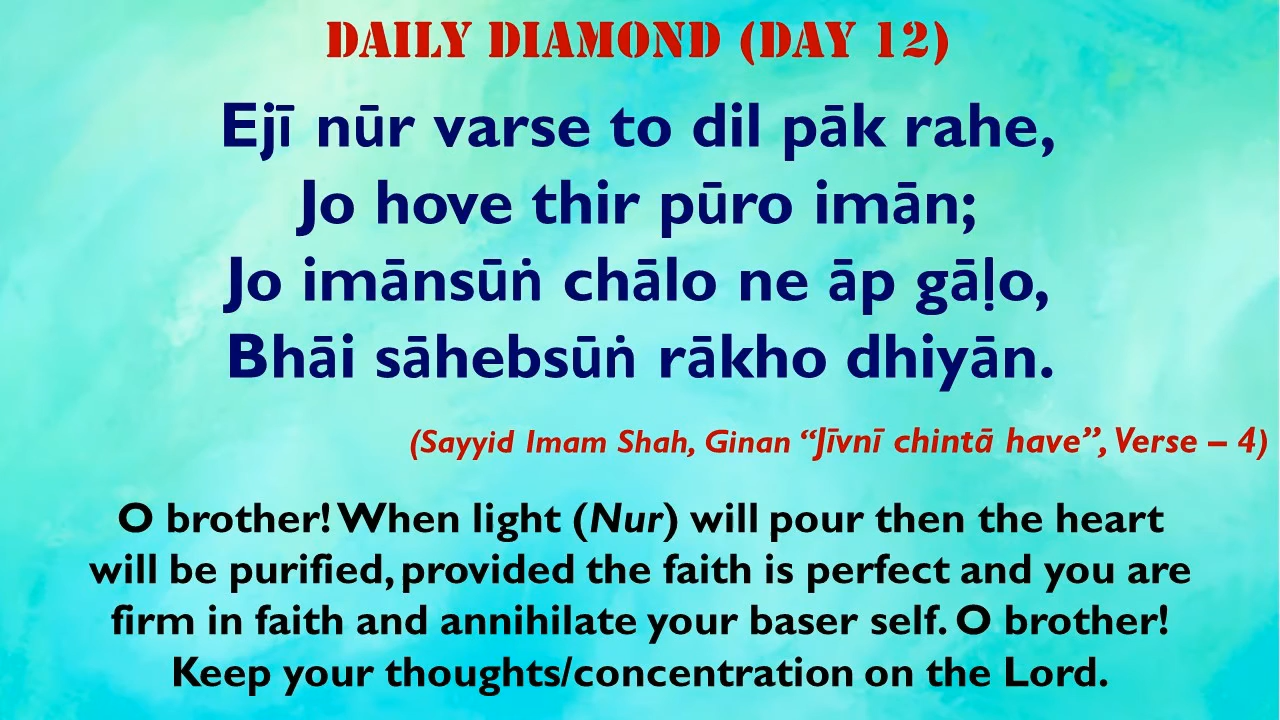 DAILY DIAMOND (DAY 12)
Ejī nūr varse to dil pāk rahe,
Jo hove thir pūro imān;
Jo imānsūṅ chālo ne āp gāḷo,
Bhāi sāhebsūṅ rākho dhiyān.
(Sayyid Imam Shah, Ginan “Jīvnī chintā have”, Verse – 4)
O brother! When light (Nur) will pour then the heart
will be purified, provided the faith is perfect and you are
firm in faith and annihilate your baser self. O brother!
Keep your thoughts/concentration on the Lord.